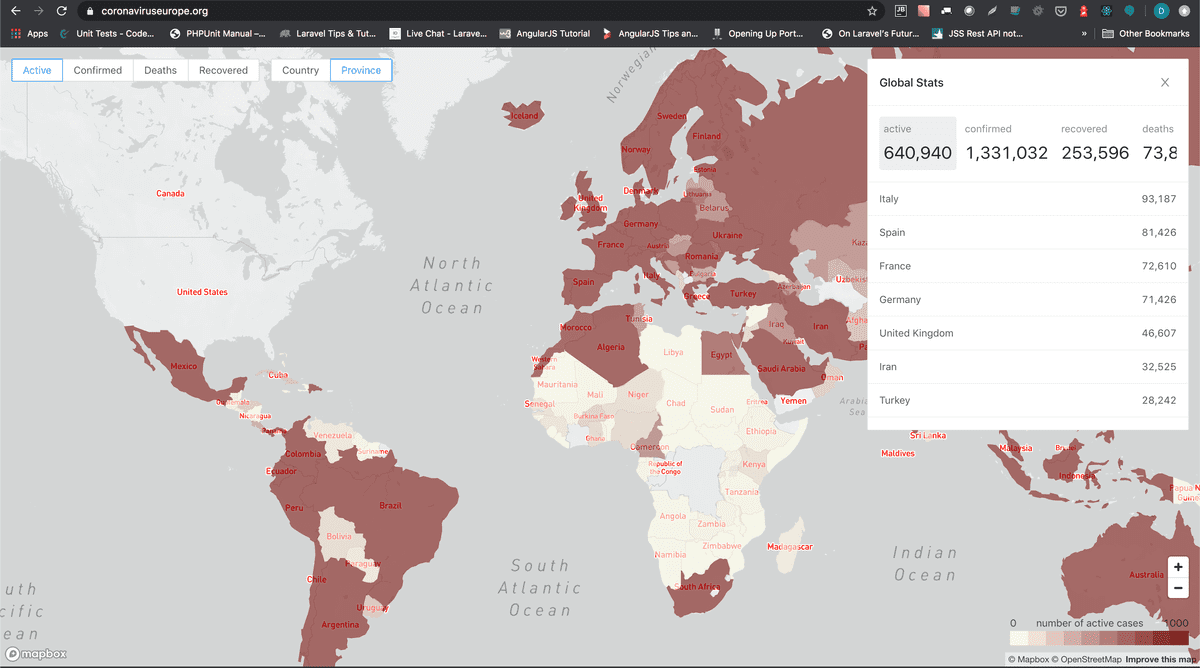 coronaviruseurope.org
JB
D
Apps
Unit Tests - Code...
PHPUnit Manual –...
Laravel Tips & Tut...
Live Chat - Larave...
AngularJS Tutorial
AngularJS Tips an...
Opening Up Port...
On Laravel's Futur...
JSS Rest API not...
»
Other Bookmarks
Active Confirmed Deaths Recovered
Country Province
Global Stats
active confirmed recovered deaths
640,940 1,331,032 253,596 73,8
Italy 93,187
Spain 81,426
France 72,610
Germany 71,426
United Kingdom 46,607
Iran 32,525
Turkey 28,242
Norwegian
Iceland
Sweden
Finland
Norway
Estonia
Denmark
Lithuania
Belarus
United
Kingdom
Germany
Ukraine
France
Austria
Romania
Kaz
Italy
Bulgaria
Spain
Uzbekis
Greece
Turkey
Azerbaijan
Canada
United States
North
Atlantic
Ocean
Tunisia
Morocco
Iraq
Iran
Afgha
Kuwait
Pa
Algeria
Libya
Egypt
Western
Sahara
Saudi Arabia
Oman
Mexico
Cuba
Mauritania
Mali
Niger
Chad
Sudan
Eritrea
Yemen
Arabia
Sea
Guatemala
Nicaragua
Senegal
Burkina Faso
Panama
Venezuela
Ghana
Ethiopia
Sri Lanka
Colombia
Suriname
Cameroon
Maldives
Malaysia
Brunei
Ecuador
Republic of
the Congo
Kenya
Indonesia
Papua N
Guine
Peru
Brazil
Tanzania
Angola
Zambia
Bolivia
Zimbabwe
Madagascar
Namibia
Paraguay
South
Atlantic
Ocean
Indian
Ocean
Chile
South Africa
Australia
uth
cific
ean
Uruguay
Argentina
+
−
0 number of active cases 1000
mapbox
© Mapbox © OpenStreetMap Improve this map